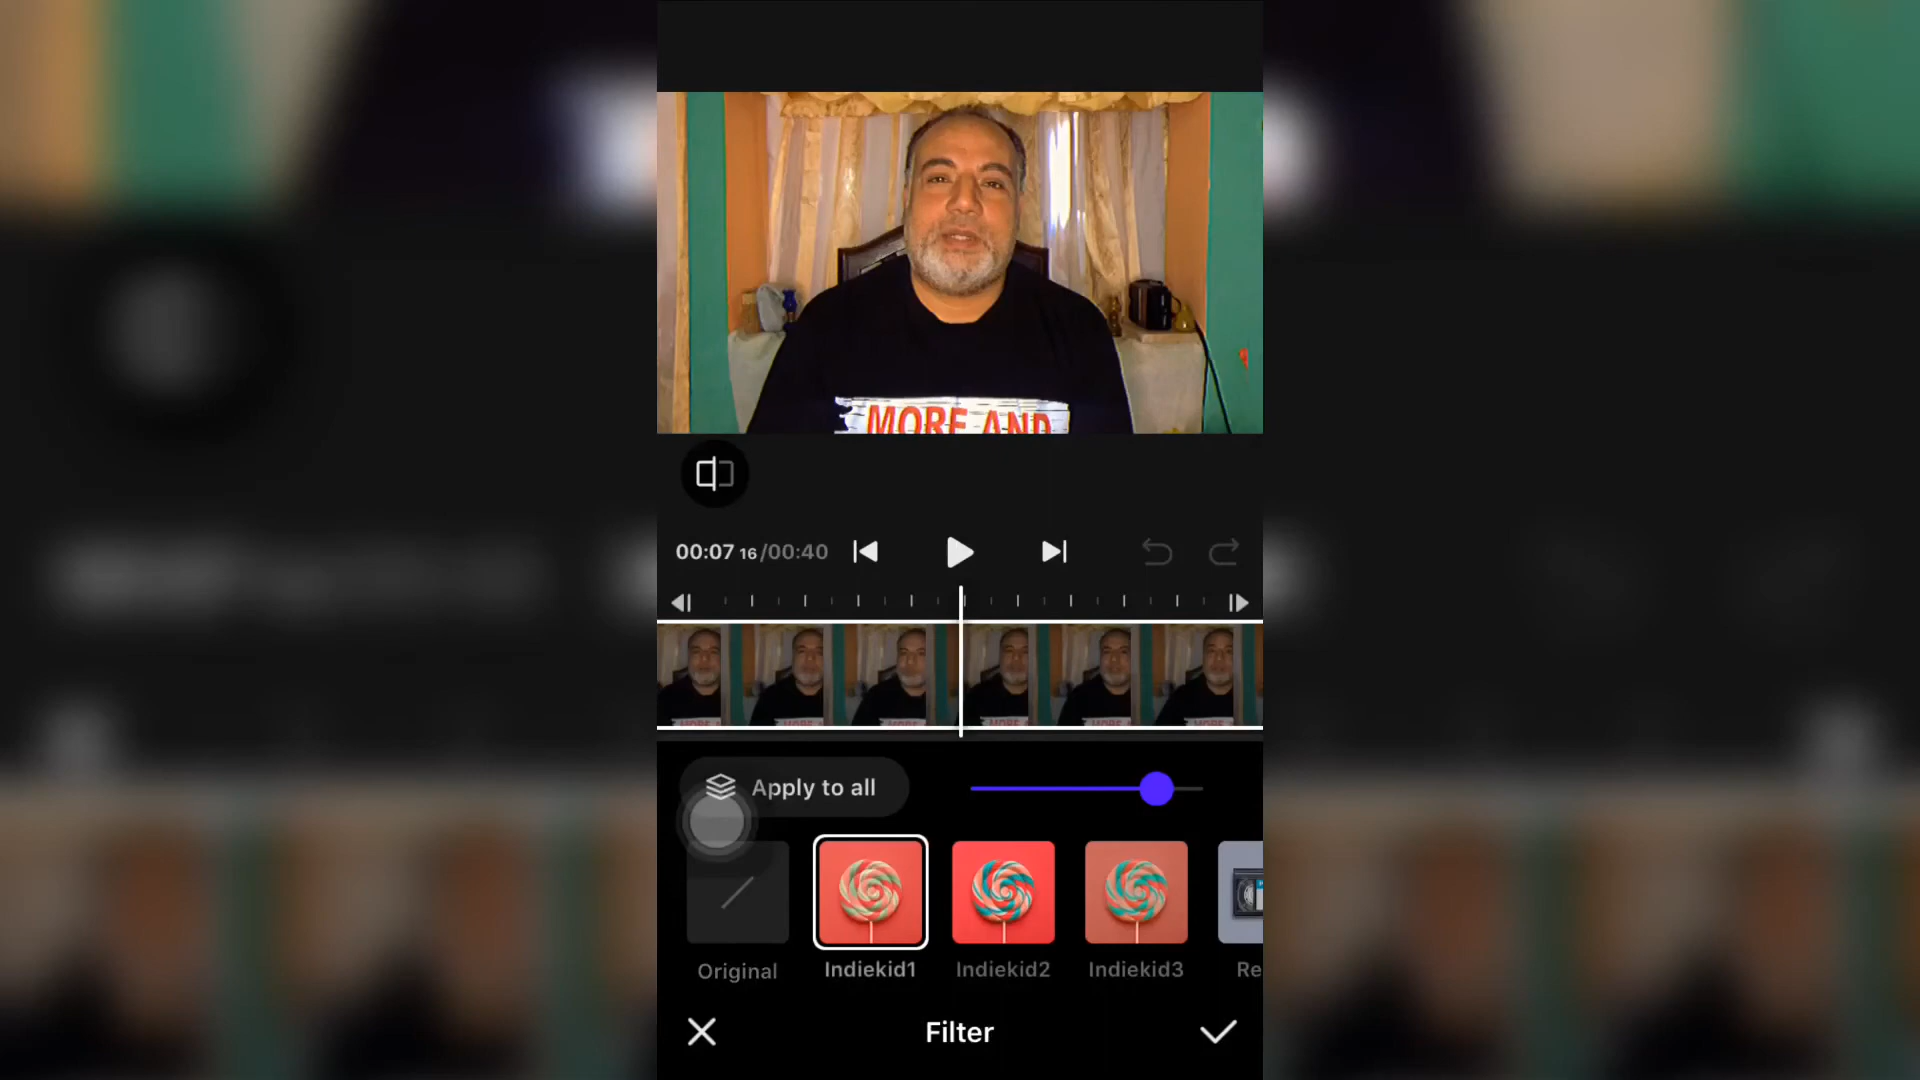 MORE AND
00:07 16/00:40
Apply to all
Original
Indiekid1
Indiekid2
Indiekid3
Re
Filter